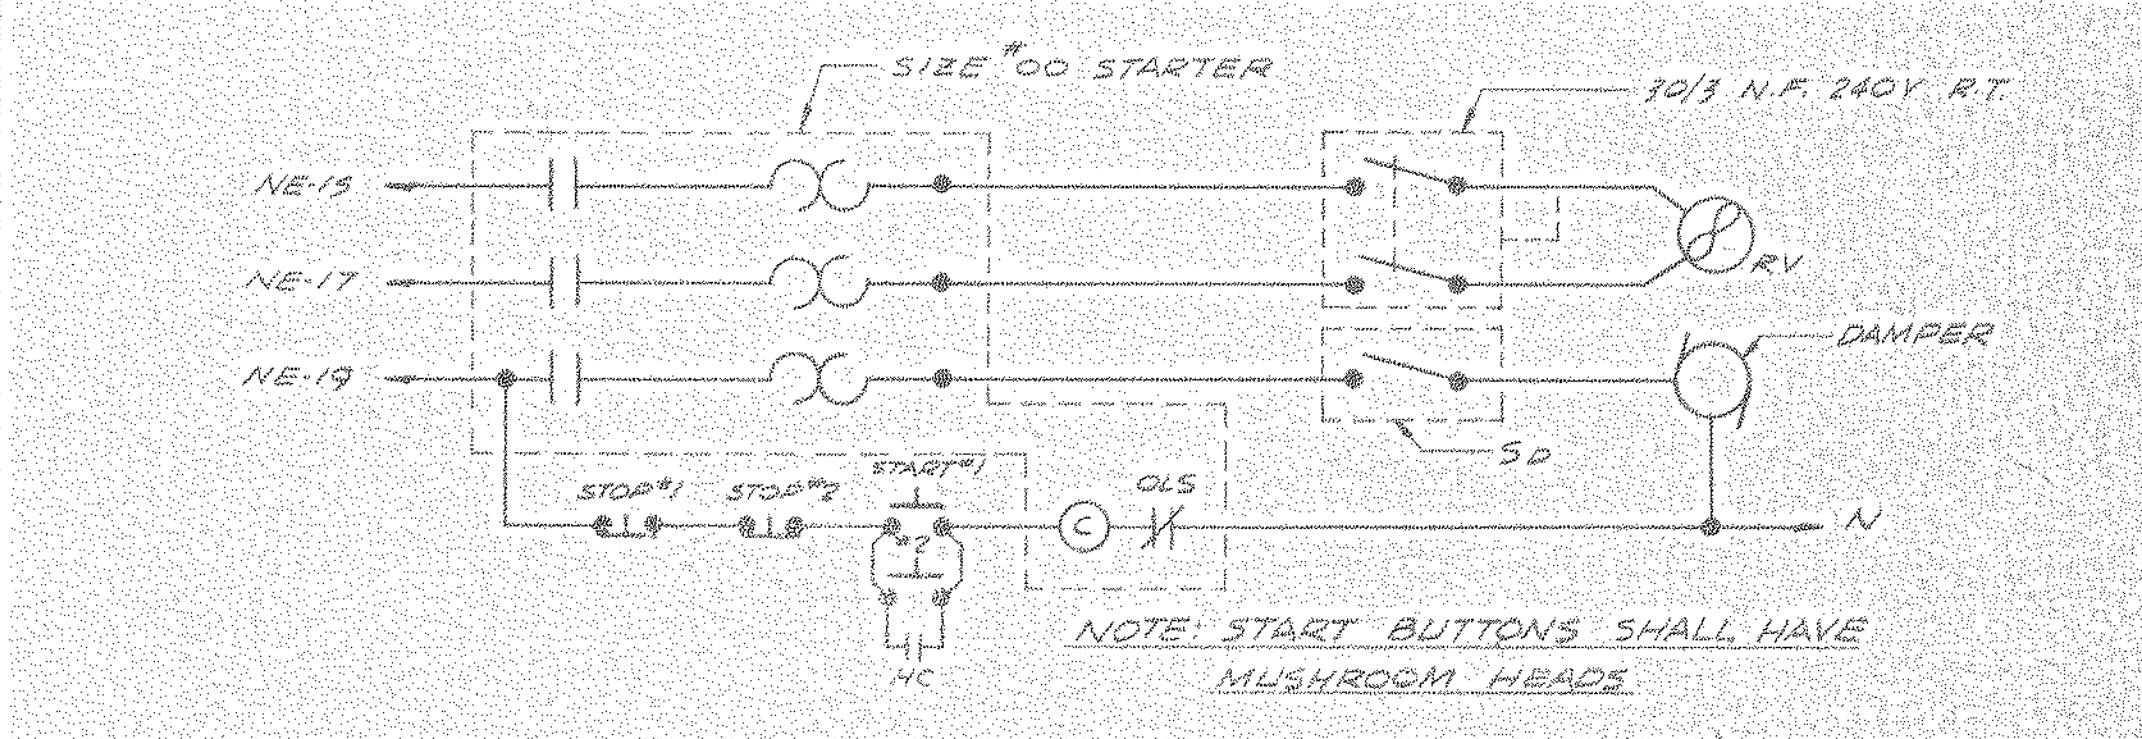 SIZE #00 STARTER
30/3 N.F. 240V R.T.
NE-15
NE-17
RV
NE-19
DAMPER
SD
START #1
STOP #1
STOP #2
OLS
C
N
#2
HC
NOTE: START BUTTONS SHALL HAVE
MUSHROOM HEADS